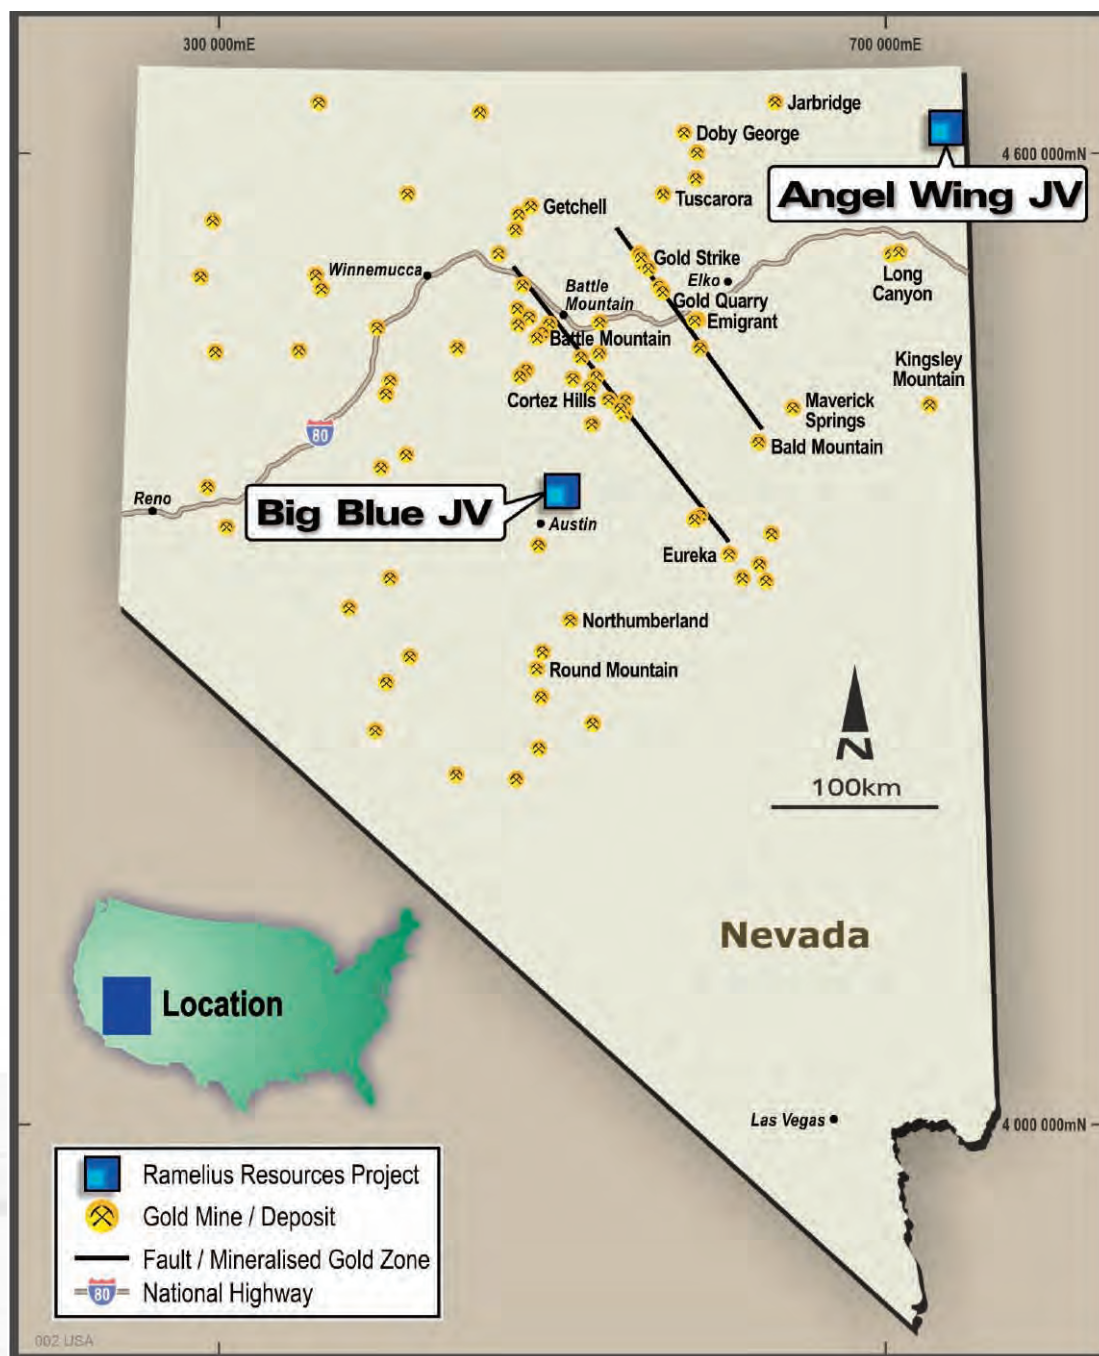 300 000mE
700 000mE
Jarbridge
Doby George
4 600 000mN
Angel Wing JV
Tuscarora
Getchell
Gold Strike
Winnemucca
Elko
Long
Canyon
Battle
Mountain
Gold Quarry
Emigrant
Battle Mountain
Kingsley
Mountain
Cortez Hills
Maverick
Springs
80
Bald Mountain
Reno
Big Blue JV
Austin
Eureka
Northumberland
Round Mountain
N
100km
Nevada
Location
Las Vegas
4 000 000mN
Ramelius Resources Project
Gold Mine / Deposit
Fault / Mineralised Gold Zone
80
National Highway
002 USA